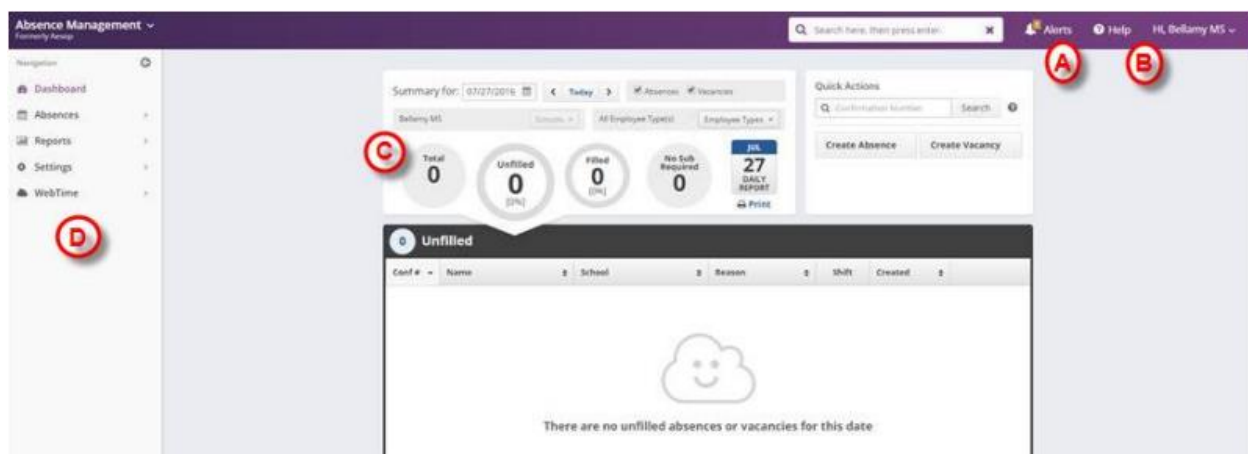 Absence Management
Formerly Aesop
Search here, then press enter.
Alerts
Help
Hi, Bellamy MS
A
B
Navigation
Dashboard
Absences
Reports
Settings
WebTime
D
Summary for: 07/27/2016 Today Absences Vacancies
Bellamy MS Schools All Employee Type(s) Employee Types
C
Total
0
Unfilled
0
[0%]
Filled
0
[0%]
No Sub
Required
0
JUL
27
DAILY
REPORT
Print
Quick Actions
Confirmation Number Search
Create Absence Create Vacancy
0 Unfilled
Conf # Name School Reason Shift Created
There are no unfilled absences or vacancies for this date